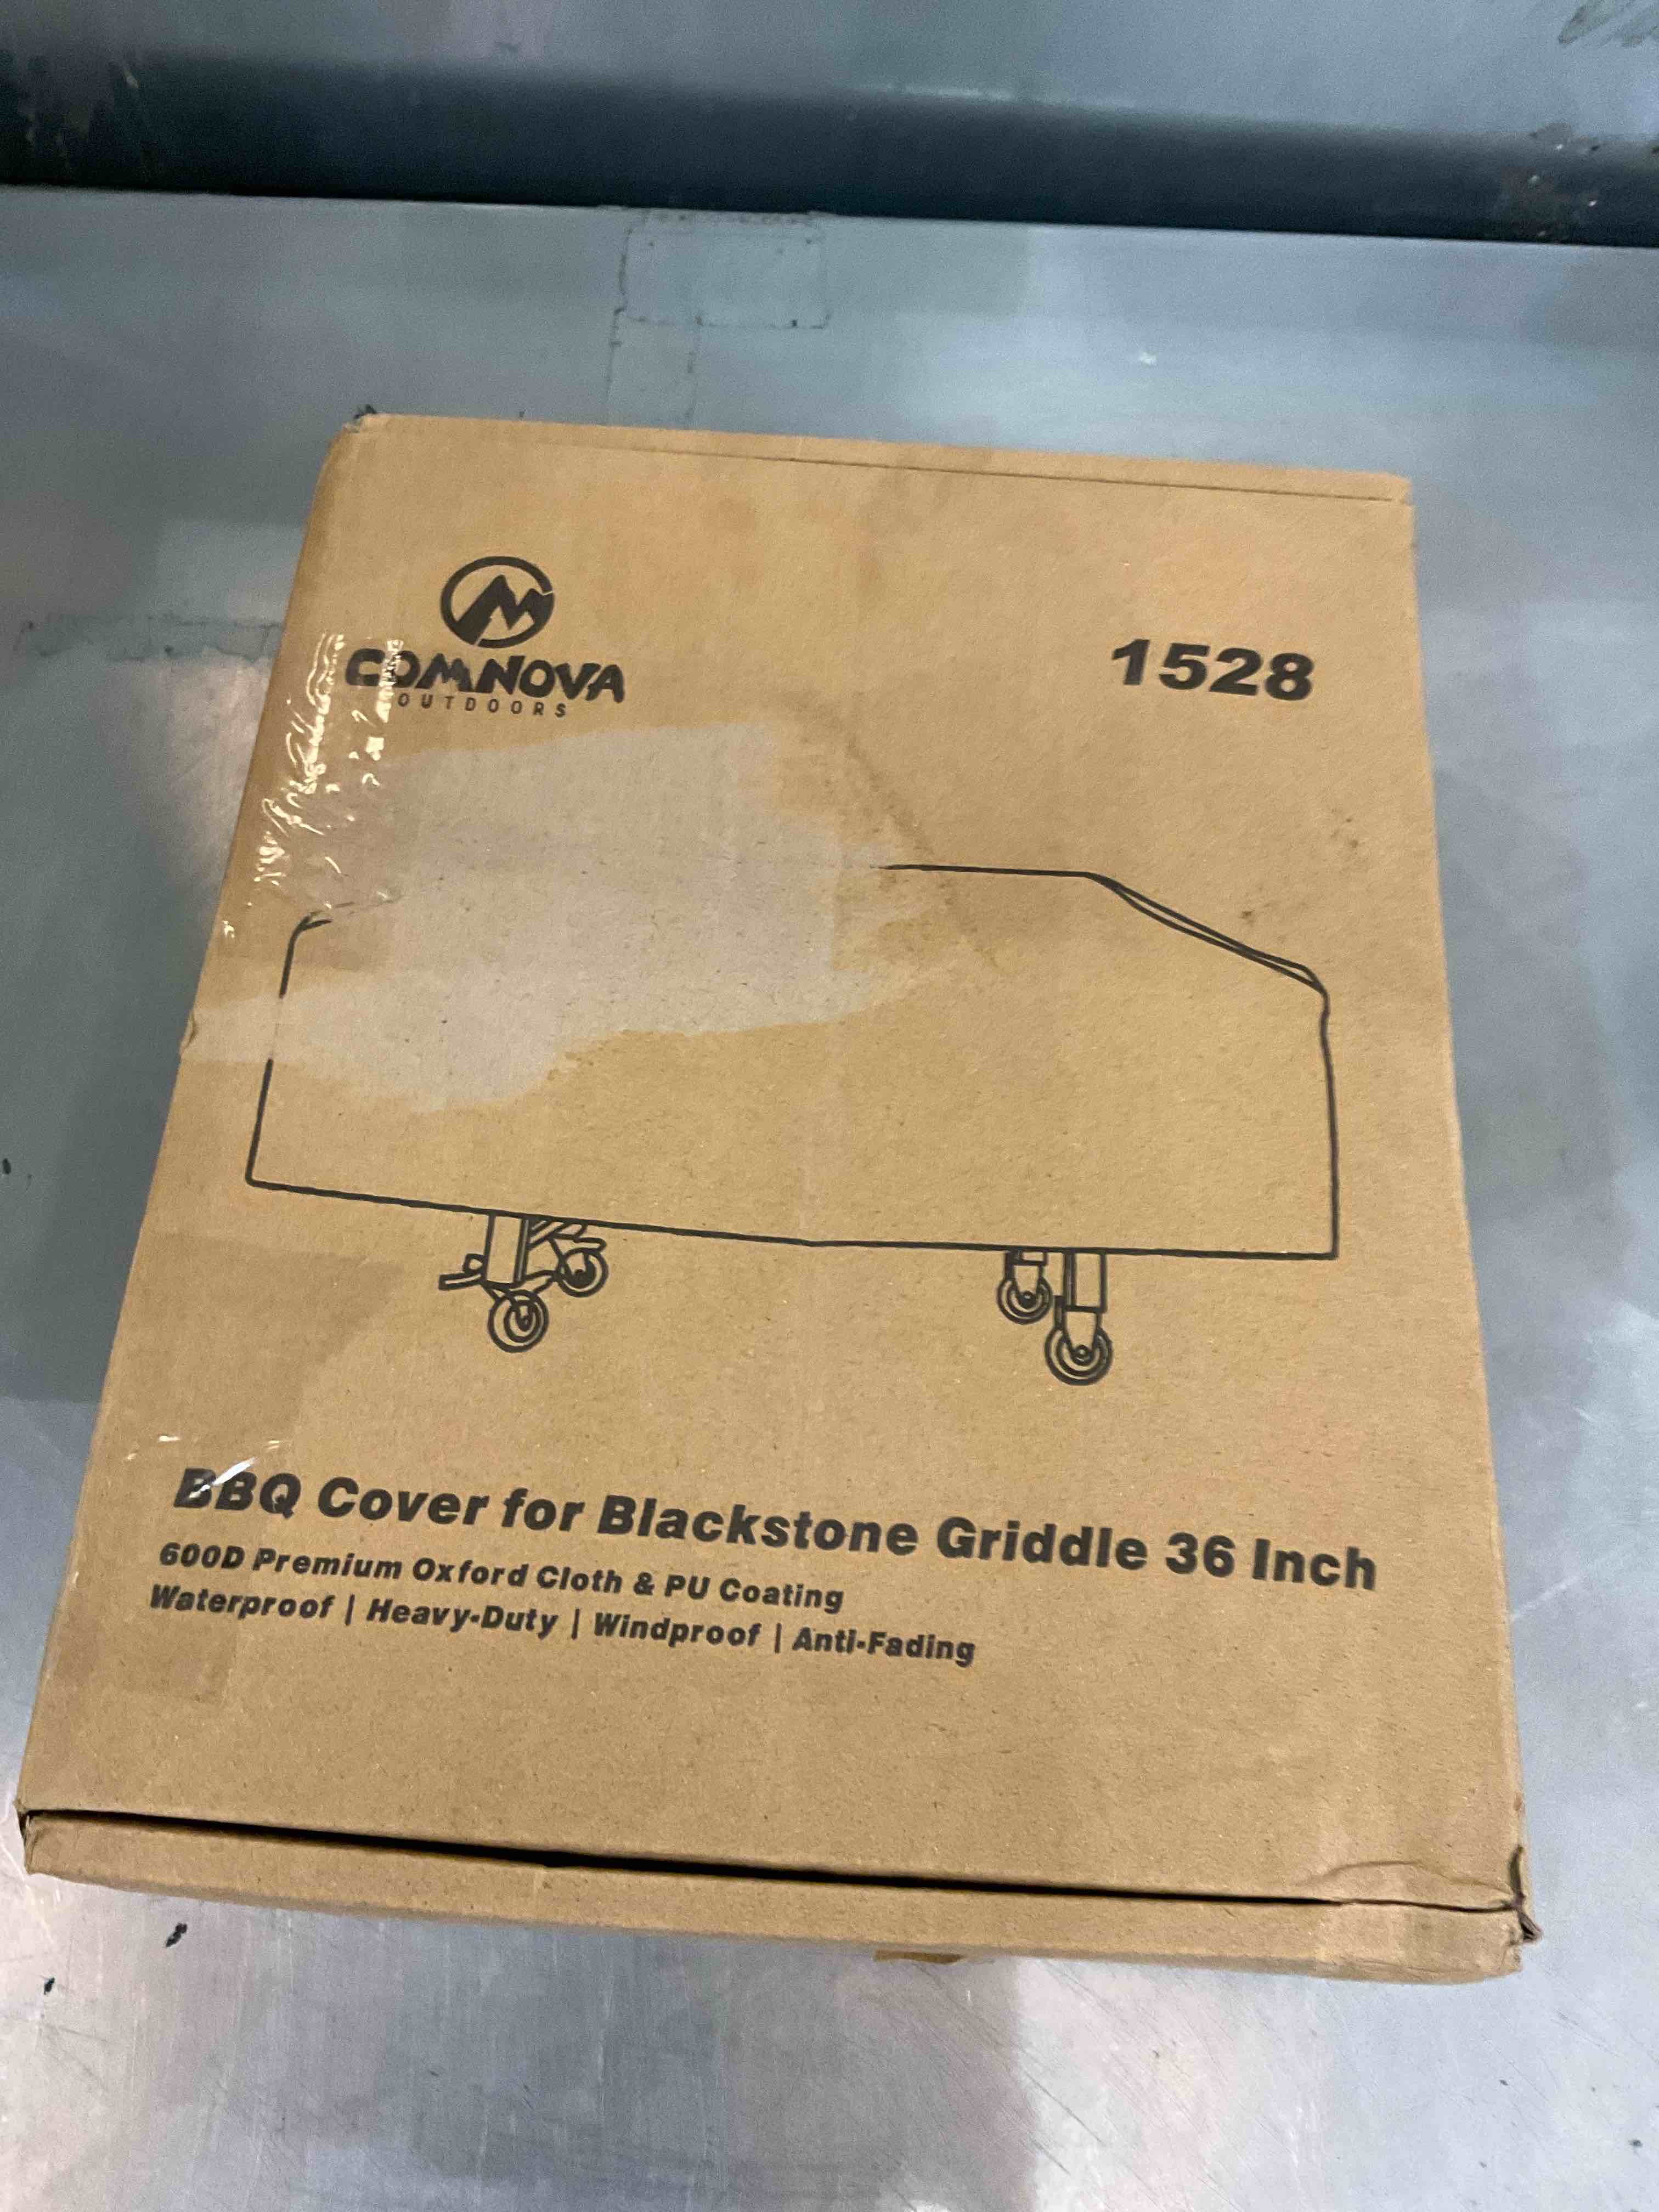 COMNOVA
OUTDOORS
1528
BBQ Cover for Blackstone Griddle 36 Inch
600D Premium Oxford Cloth & PU Coating
Waterproof | Heavy-Duty | Windproof | Anti-Fading